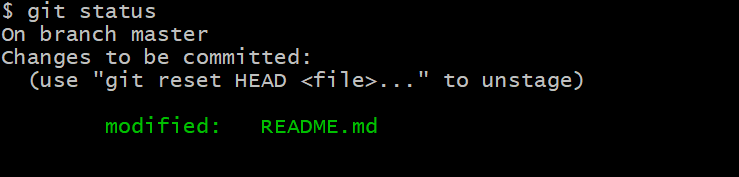 $ git status
On branch master
Changes to be committed:
  (use "git reset HEAD <file>..." to unstage)
        modified:   README.md